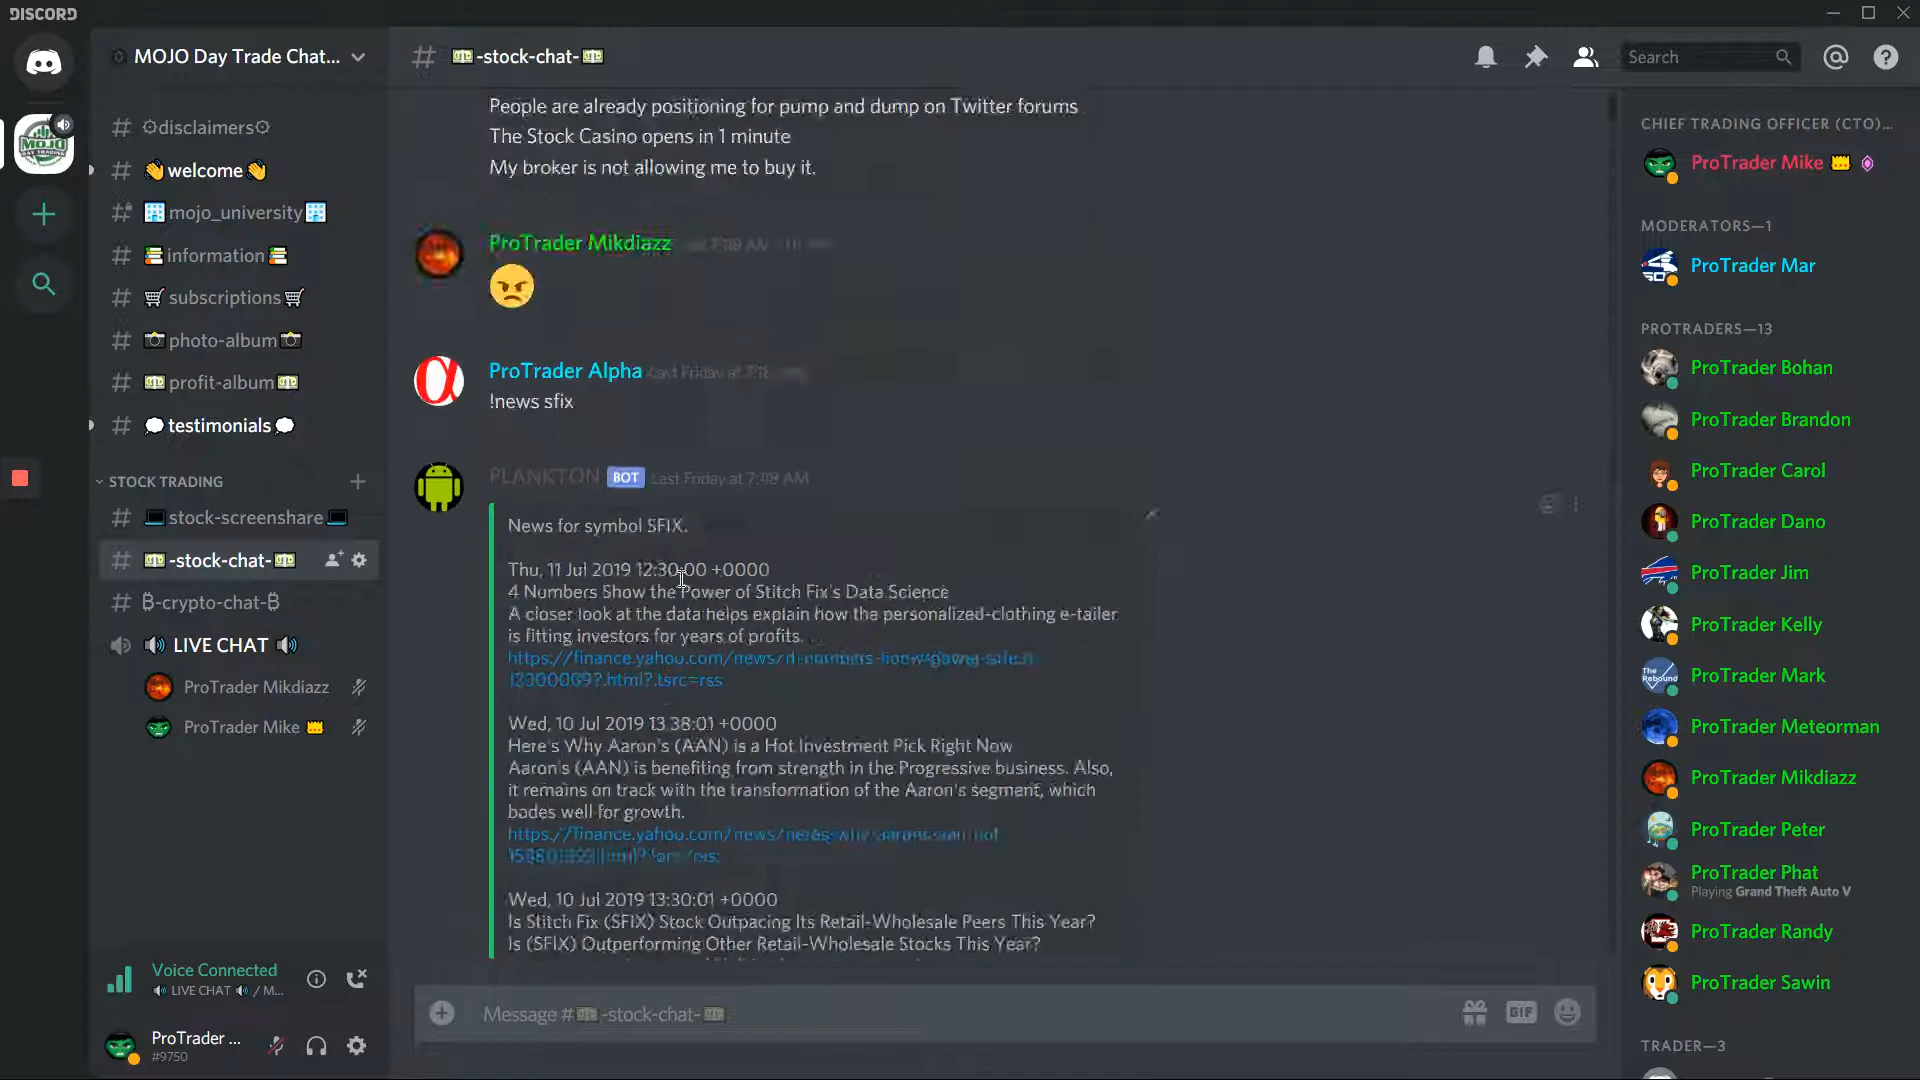 DISCORD
MOJO Day Trade Chat...
disclaimers
welcome
mojo_university
information
subscriptions
photo-album
profit-album
testimonials
STOCK TRADING
stock-screenshare
-stock-chat-
₿-crypto-chat-₿
LIVE CHAT
ProTrader Mikdiazz
ProTrader Mike
Voice Connected
LIVE CHAT / M...
ProTrader ...
#9750
MOJO
-stock-chat-
Search
People are already positioning for pump and dump on Twitter forums
The Stock Casino opens in 1 minute
My broker is not allowing me to buy it.
ProTrader Mikdiazz
ProTrader Alpha Last Friday at
!news sfix
PLANKTON BOT Last Friday at
News for symbol SFIX.
Thu, 11 Jul 2019 12:30:00 +0000
4 Numbers Show the Power of Stitch Fix's Data Science
A closer look at the data helps explain how the personalized-clothing e-tailer
is fitting investors for years of profits.
https://finance.yahoo.com/news/
Wed, 10 Jul 2019 13:38:01 +0000
Here's Why Aaron's (AAN) is a Hot Investment Pick Right Now
Aaron's (AAN) is benefiting from strength in the Progressive business. Also,
it remains on track with the transformation of the Aaron's segment, which
bodes well for growth.
https://finance.yahoo.com/news/
Wed, 10 Jul 2019 13:30:01 +0000
Is Stitch Fix (SFIX) Stock Outpacing Its Retail-Wholesale Peers This Year?
Is (SFIX) Outperforming Other Retail-Wholesale Stocks This Year?
Message # -stock-chat-
GIF
CHIEF TRADING OFFICER (CTO)...
ProTrader Mike
MODERATORS—1
ProTrader Mar
PROTRADERS—13
ProTrader Bohan
ProTrader Brandon
ProTrader Carol
ProTrader Dano
ProTrader Jim
ProTrader Kelly
The Rebound
ProTrader Mark
ProTrader Meteorman
ProTrader Mikdiazz
ProTrader Peter
ProTrader Phat
Playing Grand Theft Auto V
ProTrader Randy
ProTrader Sawin
TRADER—3